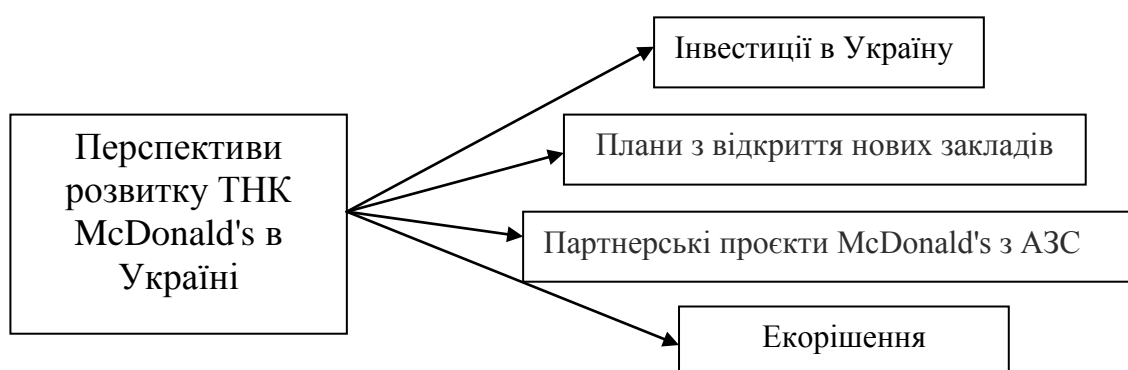 Перспективи
розвитку ТНК
McDonald's в
Україні
Інвестиції в Україну
Плани з відкриття нових закладів
Партнерські проєкти McDonald's з АЗС
Екорішення